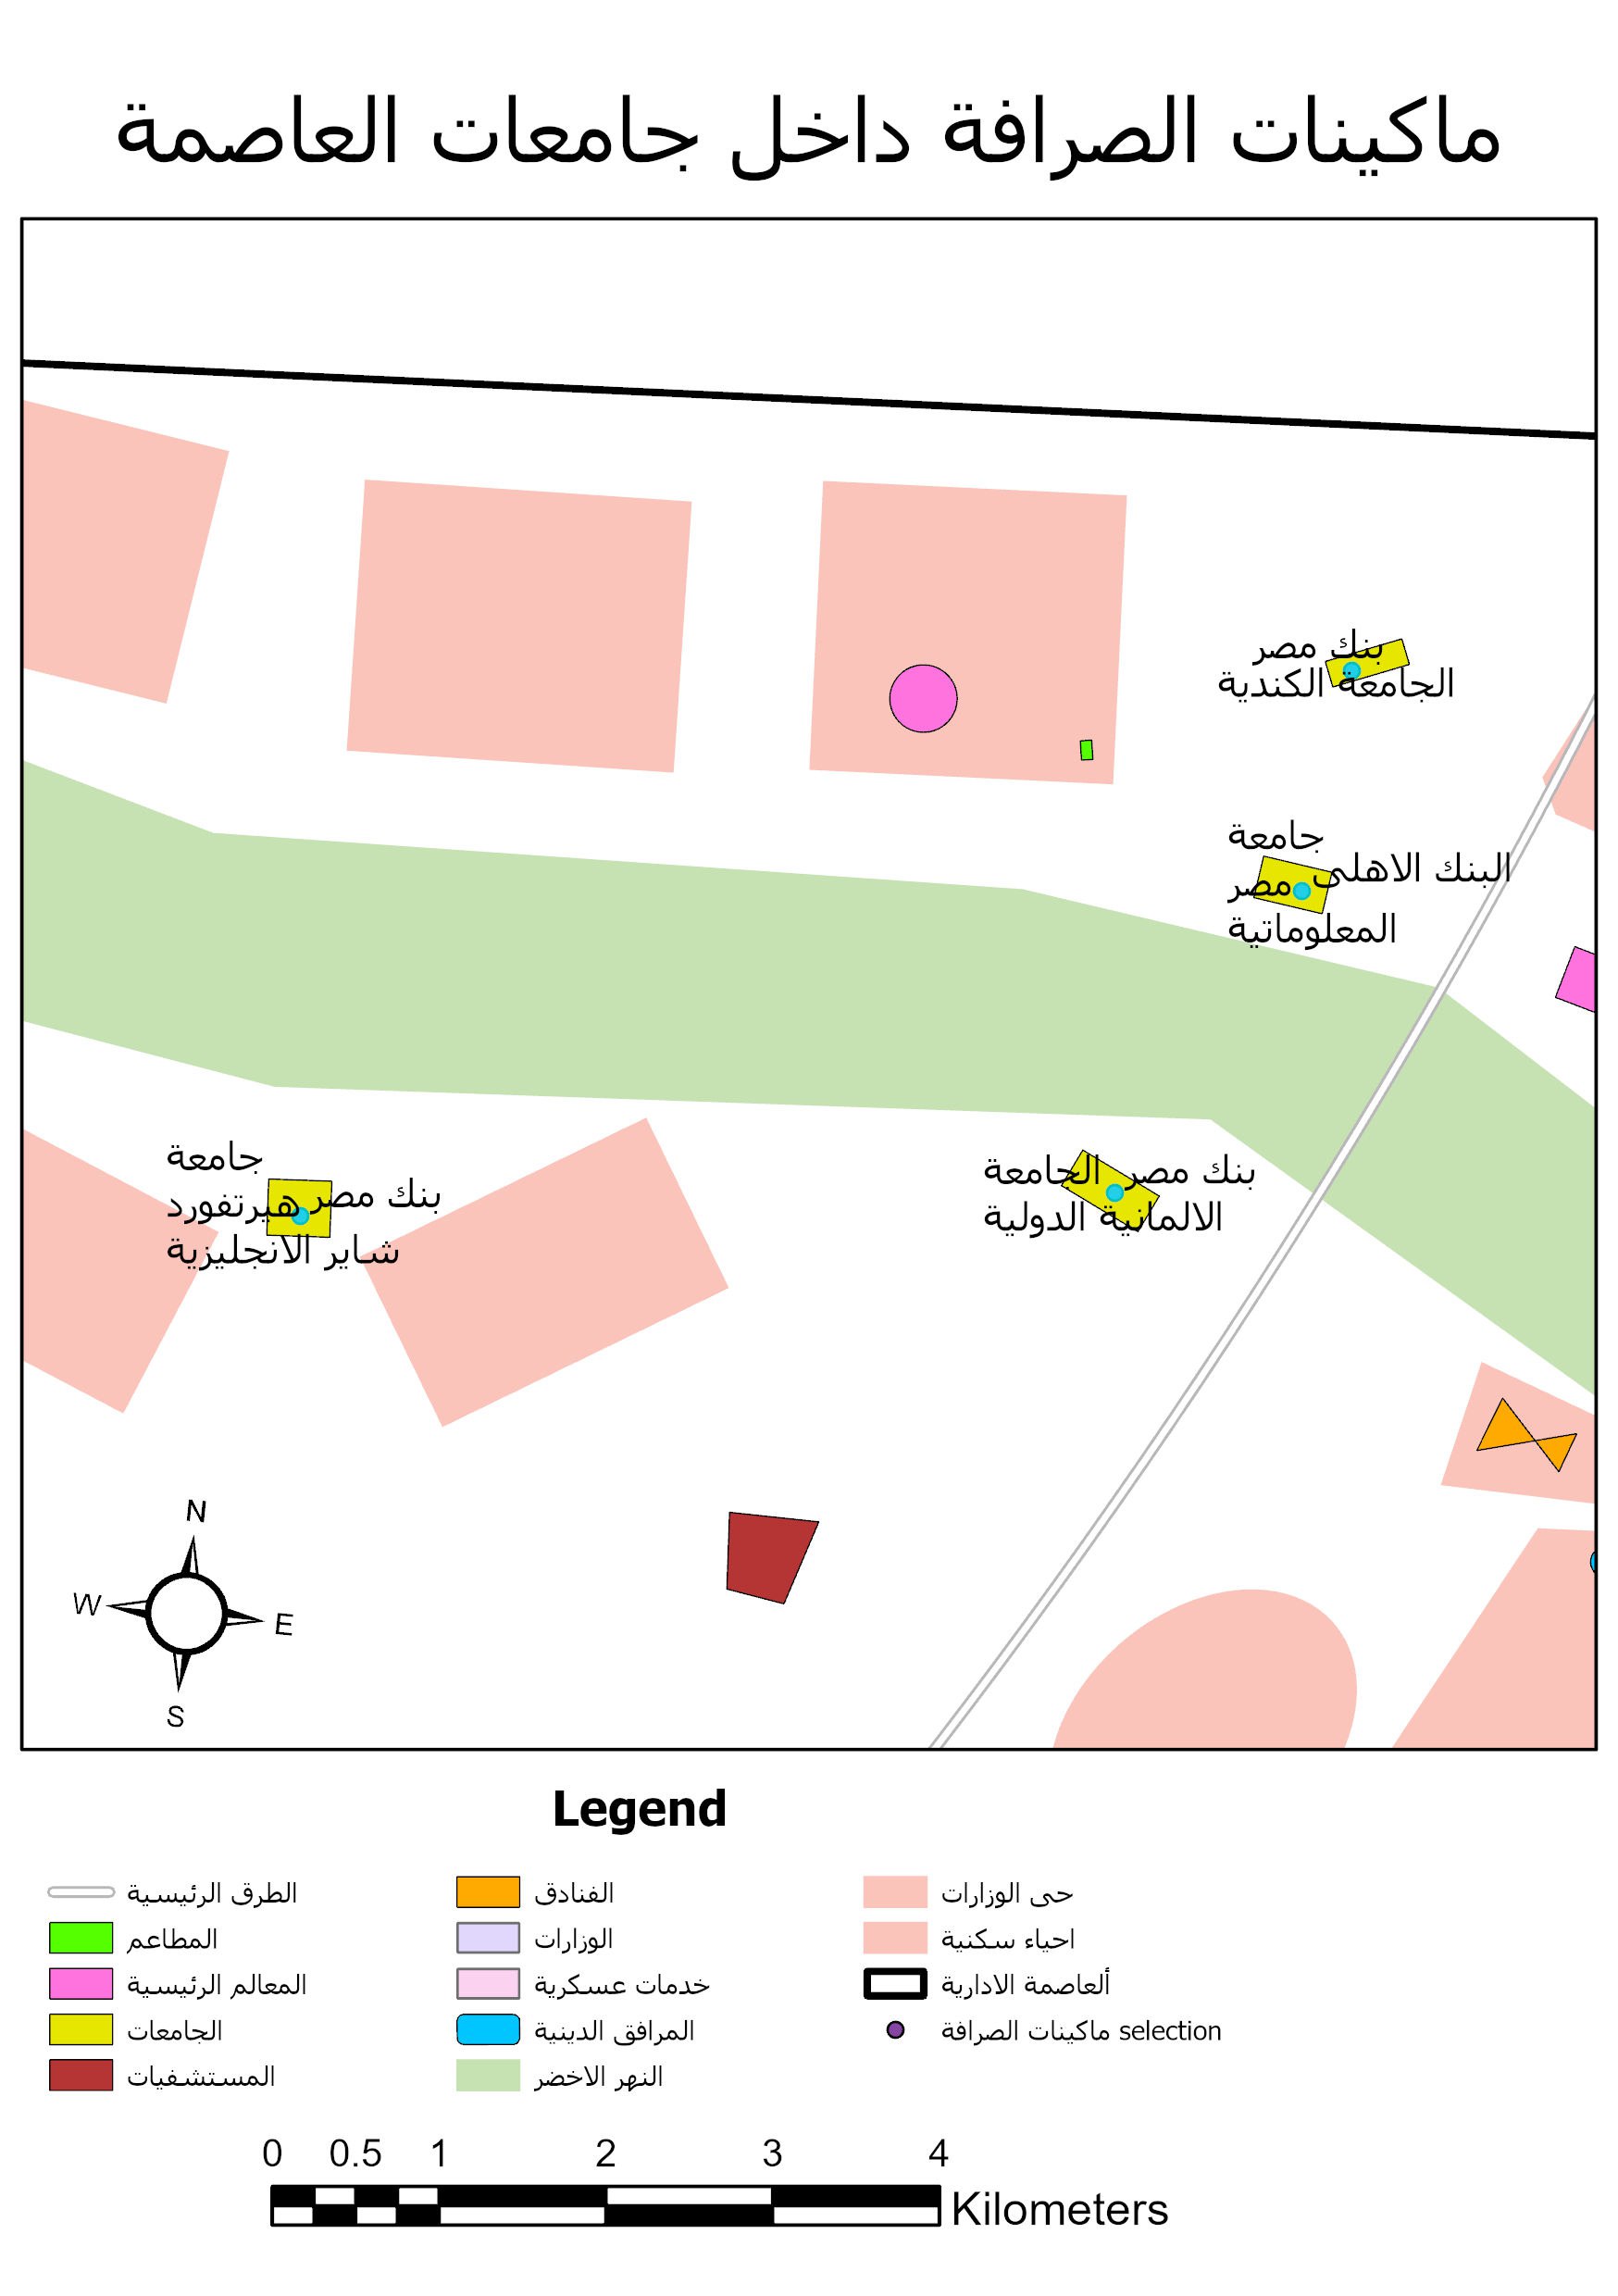 ماكينات الصرافة داخل جامعات العاصمة
بنك مصر
الجامعة الكندية
جامعة
مصر
المعلوماتية
البنك الاهلى
جامعة
هيرتفورد
شاير الانجليزية
بنك مصر
بنك مصر
الجامعة
الالمانية الدولية
N
W
E
S
Legend
الطرق الرئيسية
المطاعم
المعالم الرئيسية
الجامعات
المستشفيات
الفنادق
الوزارات
خدمات عسكرية
المرافق الدينية
النهر الاخضر
حى الوزارات
احياء سكنية
ألعاصمة الادارية
ماكينات الصرافة selection
0 0.5 1 2 3 4
Kilometers